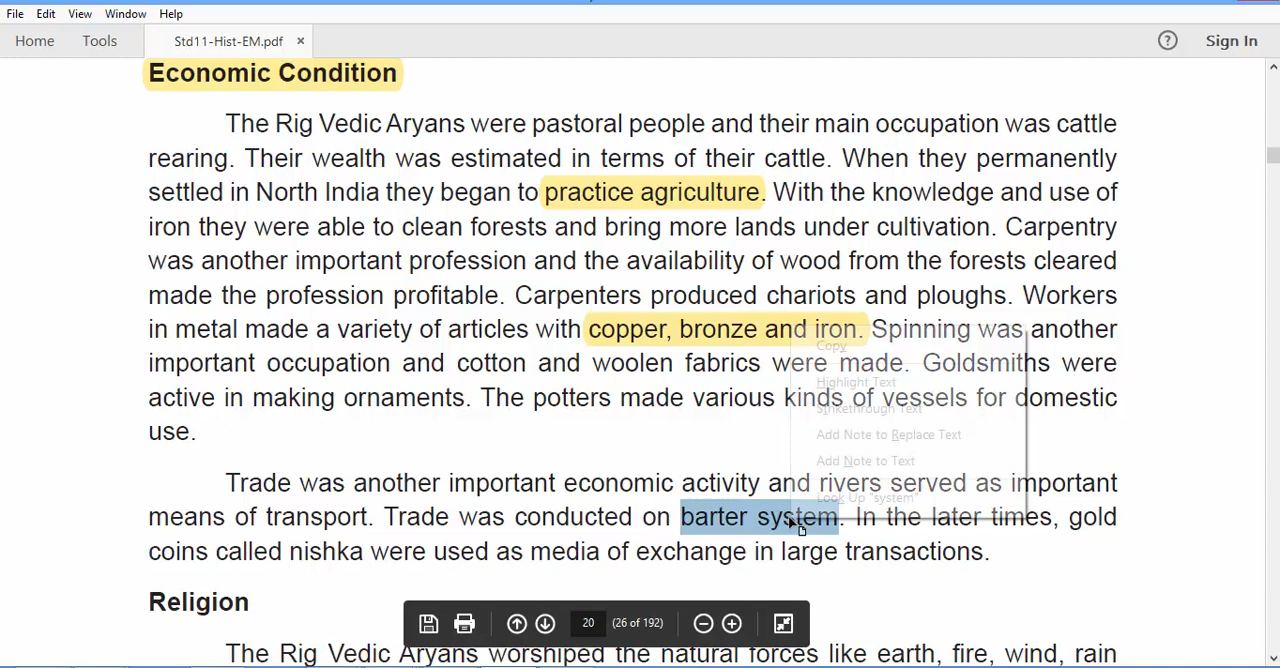 File Edit View Window Help
Home Tools Std11-Hist-EM.pdf × ? Sign In
Economic Condition
The Rig Vedic Aryans were pastoral people and their main occupation was cattle
rearing. Their wealth was estimated in terms of their cattle. When they permanently
settled in North India they began to practice agriculture. With the knowledge and use of
iron they were able to clean forests and bring more lands under cultivation. Carpentry
was another important profession and the availability of wood from the forests cleared
made the profession profitable. Carpenters produced chariots and ploughs. Workers
in metal made a variety of articles with copper, bronze and iron. Spinning was another
Copy
important occupation and cotton and woolen fabrics were made. Goldsmiths were
Highlight Text
active in making ornaments. The potters made various kinds of vessels for domestic
Strikethrough Text
use.
Add Note to Replace Text
Add Note to Text
Trade was another important economic activity and rivers served as important
Look Up "system"
means of transport. Trade was conducted on barter system. In the later times, gold
coins called nishka were used as media of exchange in large transactions.
Religion
20 (26 of 192)
The Rig Vedic Aryans worshiped the natural forces like earth, fire, wind, rain